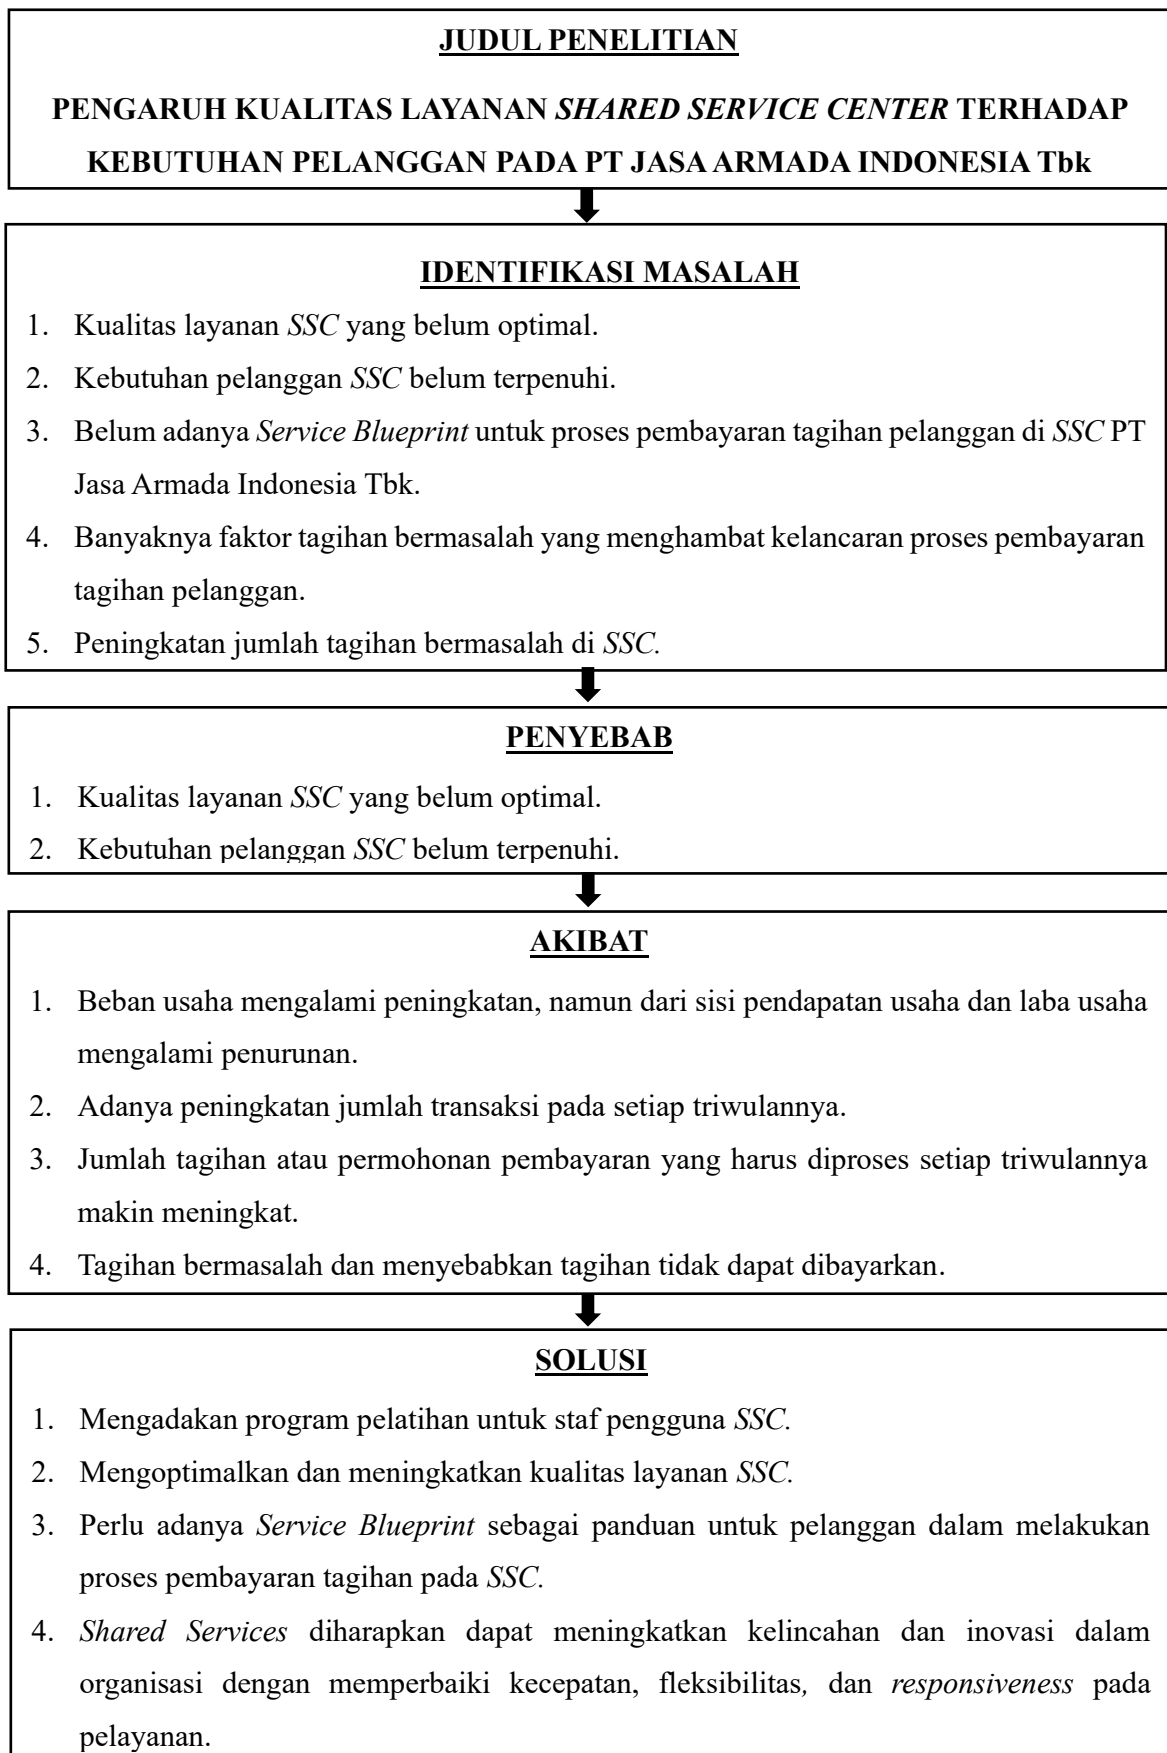 JUDUL PENELITIAN
PENGARUH KUALITAS LAYANAN SHARED SERVICE CENTER TERHADAP
KEBUTUHAN PELANGGAN PADA PT JASA ARMADA INDONESIA Tbk
IDENTIFIKASI MASALAH
1. Kualitas layanan SSC yang belum optimal.
2. Kebutuhan pelanggan SSC belum terpenuhi.
3. Belum adanya Service Blueprint untuk proses pembayaran tagihan pelanggan di SSC PT
Jasa Armada Indonesia Tbk.
4. Banyaknya faktor tagihan bermasalah yang menghambat kelancaran proses pembayaran
tagihan pelanggan.
5. Peningkatan jumlah tagihan bermasalah di SSC.
PENYEBAB
1. Kualitas layanan SSC yang belum optimal.
2. Kebutuhan pelanggan SSC belum terpenuhi.
AKIBAT
1. Beban usaha mengalami peningkatan, namun dari sisi pendapatan usaha dan laba usaha
mengalami penurunan.
2. Adanya peningkatan jumlah transaksi pada setiap triwulannya.
3. Jumlah tagihan atau permohonan pembayaran yang harus diproses setiap triwulannya
makin meningkat.
4. Tagihan bermasalah dan menyebabkan tagihan tidak dapat dibayarkan.
SOLUSI
1. Mengadakan program pelatihan untuk staf pengguna SSC.
2. Mengoptimalkan dan meningkatkan kualitas layanan SSC.
3. Perlu adanya Service Blueprint sebagai panduan untuk pelanggan dalam melakukan
proses pembayaran tagihan pada SSC.
4. Shared Services diharapkan dapat meningkatkan kelincahan dan inovasi dalam
organisasi dengan memperbaiki kecepatan, fleksibilitas, dan responsiveness pada
pelayanan.